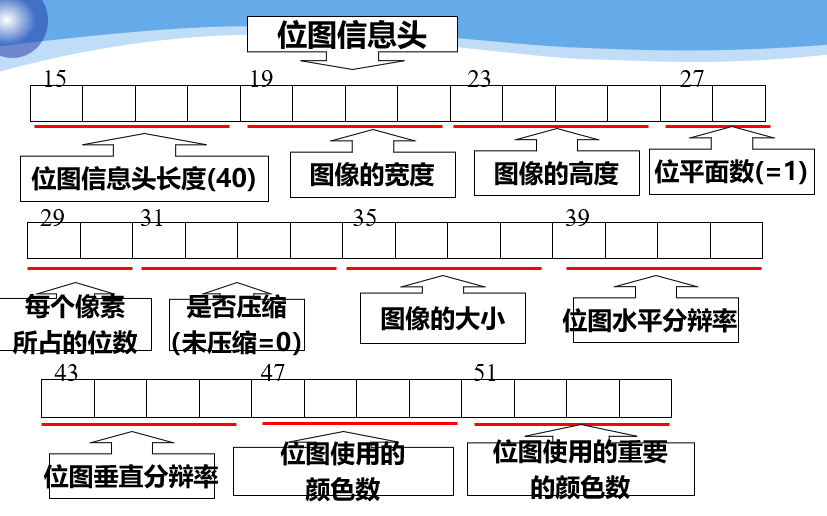 位图信息头
15 19 23 27
位图信息头长度(40)
图像的宽度
图像的高度
位平面数(=1)
29 31 35 39
每个像素
所占的位数
是否压缩
(未压缩=0)
图像的大小
位图水平分辩率
43 47 51
位图垂直分辩率
位图使用的
颜色数
位图使用的重要
的颜色数